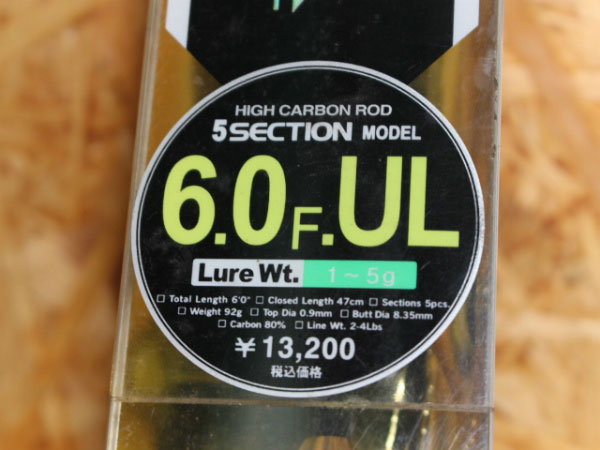 HIGH CARBON ROD
5SECTION MODEL
6.0F.UL
Lure Wt. 1~5g
□ Total Length 6'0" □ Closed Length 47cm □ Sections 5pcs.
□ Weight 92g □ Top Dia 0.9mm □ Butt Dia 8.35mm
□ Carbon 80% □ Line Wt. 2-4Lbs
¥13,200
税込価格